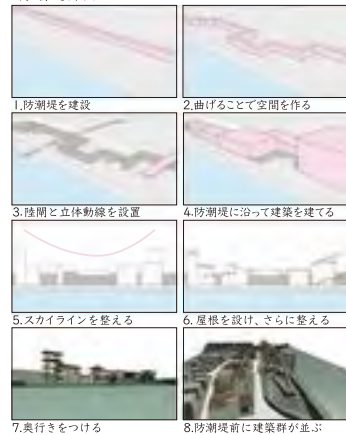 1.防潮堤を建設
2.曲げることで空間を作る
3.陸閘と立体動線を設置
4.防潮堤に沿って建築を建てる
5.スカイラインを整える
6.屋根を設け、さらに整える
7.奥行きをつける
8.防潮堤前に建築群が並ぶ